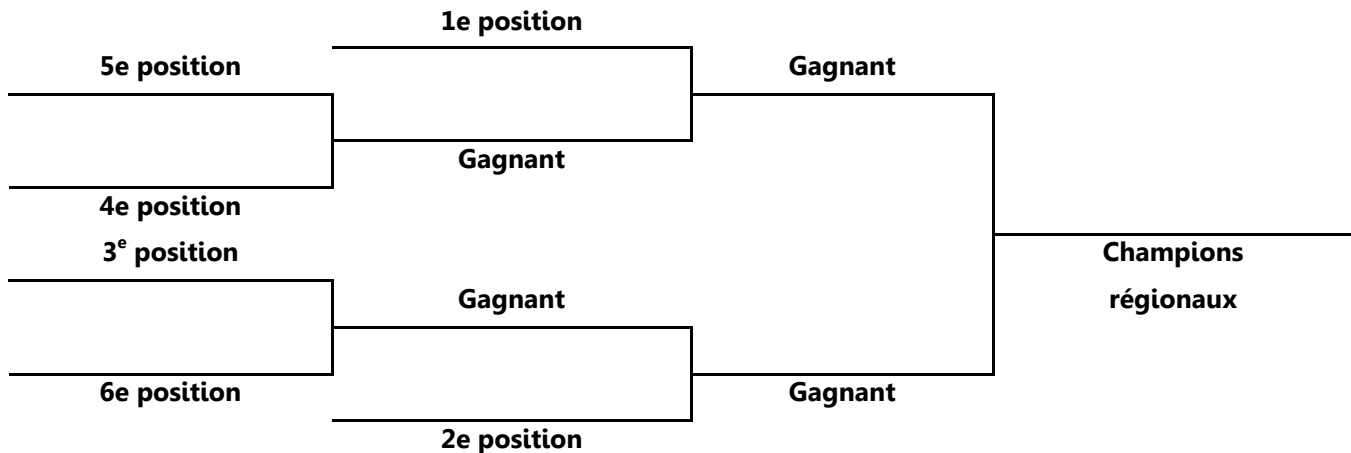 1e position
5e position
Gagnant
Gagnant
4e position
3e position
Champions
régionaux
Gagnant
6e position
Gagnant
2e position